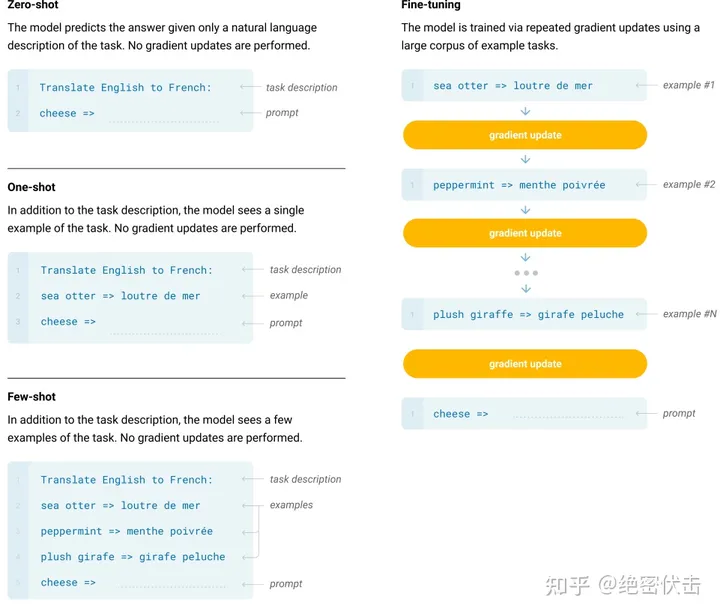 Zero-shot
The model predicts the answer given only a natural language
description of the task. No gradient updates are performed.
1 Translate English to French: task description
2 cheese => prompt
One-shot
In addition to the task description, the model sees a single
example of the task. No gradient updates are performed.
1 Translate English to French: task description
2 sea otter => loutre de mer example
3 cheese => prompt
Few-shot
In addition to the task description, the model sees a few
examples of the task. No gradient updates are performed.
1 Translate English to French: task description
2 sea otter => loutre de mer examples
3 peppermint => menthe poivrée
4 plush girafe => girafe peluche
5 cheese => prompt
Fine-tuning
The model is trained via repeated gradient updates using a
large corpus of example tasks.
1 sea otter => loutre de mer example #1
gradient update
1 peppermint => menthe poivrée example #2
gradient update
1 plush giraffe => girafe peluche example #N
gradient update
1 cheese => prompt
知乎 @绝密伏击